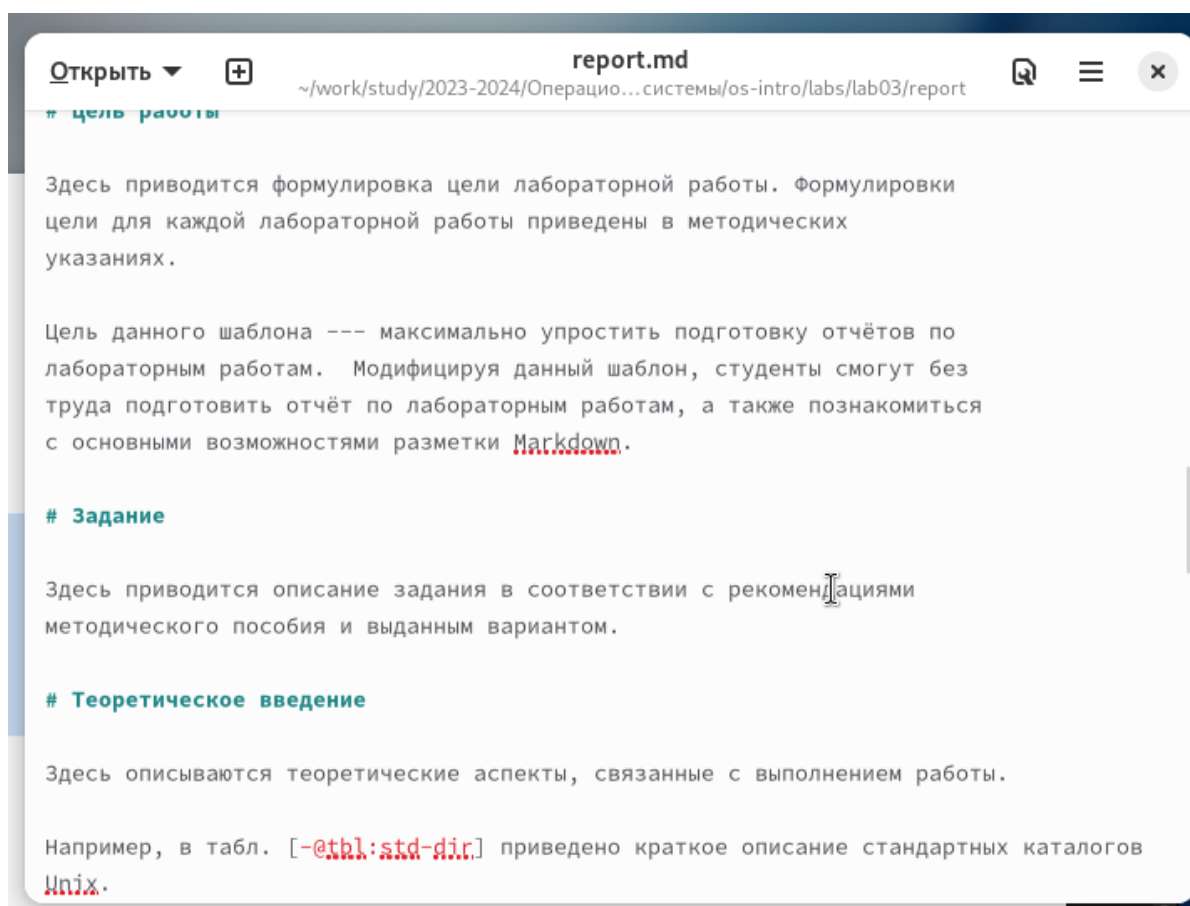 Открыть
report.md
~/work/study/2023-2024/Операцио…системы/os-intro/labs/lab03/report
# Цель работы
Здесь приводится формулировка цели лабораторной работы. Формулировки
цели для каждой лабораторной работы приведены в методических
указаниях.
Цель данного шаблона --- максимально упростить подготовку отчётов по
лабораторным работам.  Модифицируя данный шаблон, студенты смогут без
труда подготовить отчёт по лабораторным работам, а также познакомиться
с основными возможностями разметки Markdown.
# Задание
Здесь приводится описание задания в соответствии с рекомендациями
методического пособия и выданным вариантом.
# Теоретическое введение
Здесь описываются теоретические аспекты, связанные с выполнением работы.
Например, в табл. [-@tbl:std-dir] приведено краткое описание стандартных каталогов
Unix.